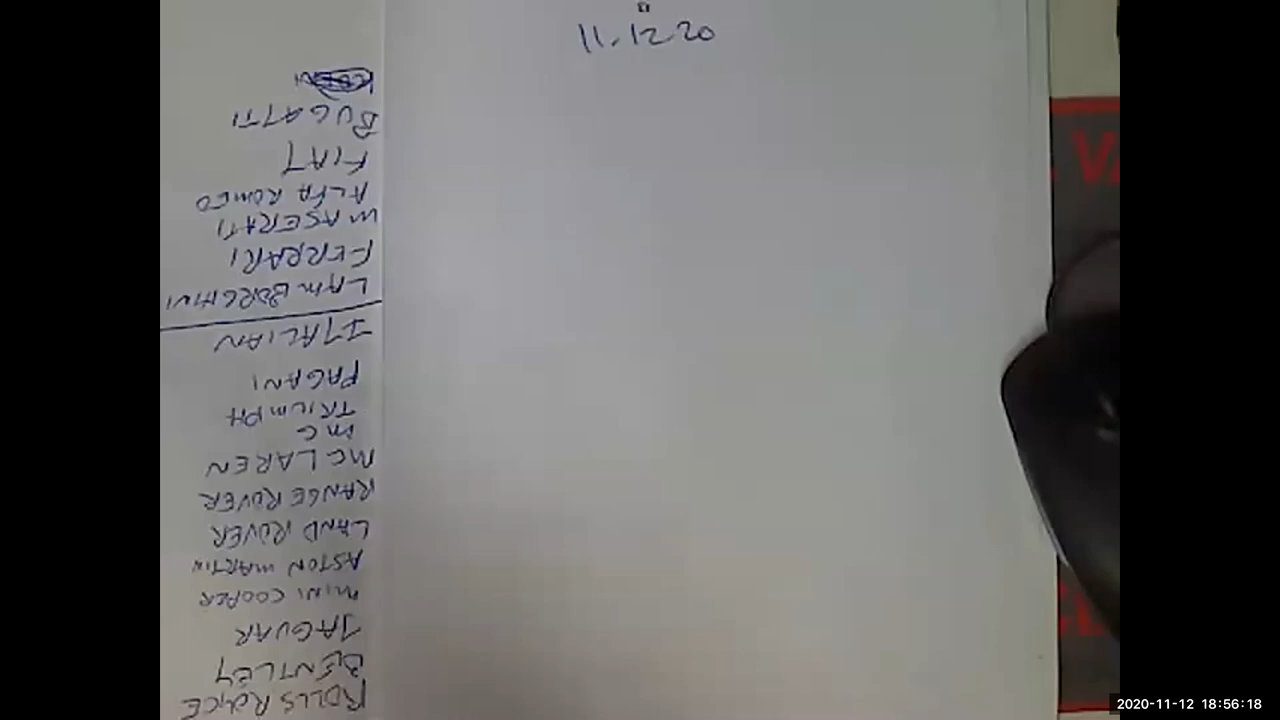 11.12.20
ROLLS ROYCE
BENTLEY
JAGUAR
MINI COOPER
ASTON MARTIN
LAND ROVER
RANGE ROVER
MC LAREN
MG
TRIUMPH
PAGANI
ITALIAN
LAMBORGHINI
FERRARI
MASERATI
ALFA ROMEO
FIAT
BUGATTI
VA
2020-11-12 18:56:18